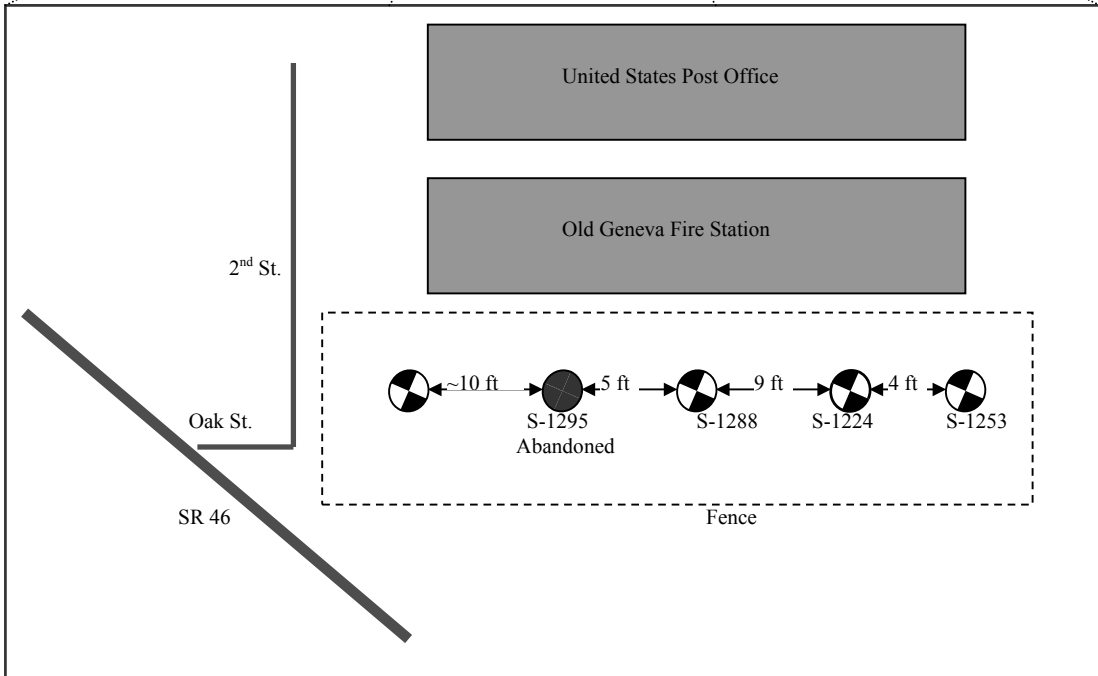 United States Post Office
Old Geneva Fire Station
2nd St.
~10 ft 5 ft 9 ft 4 ft
Oak St.
S-1295 S-1288 S-1224 S-1253
Abandoned
SR 46
Fence